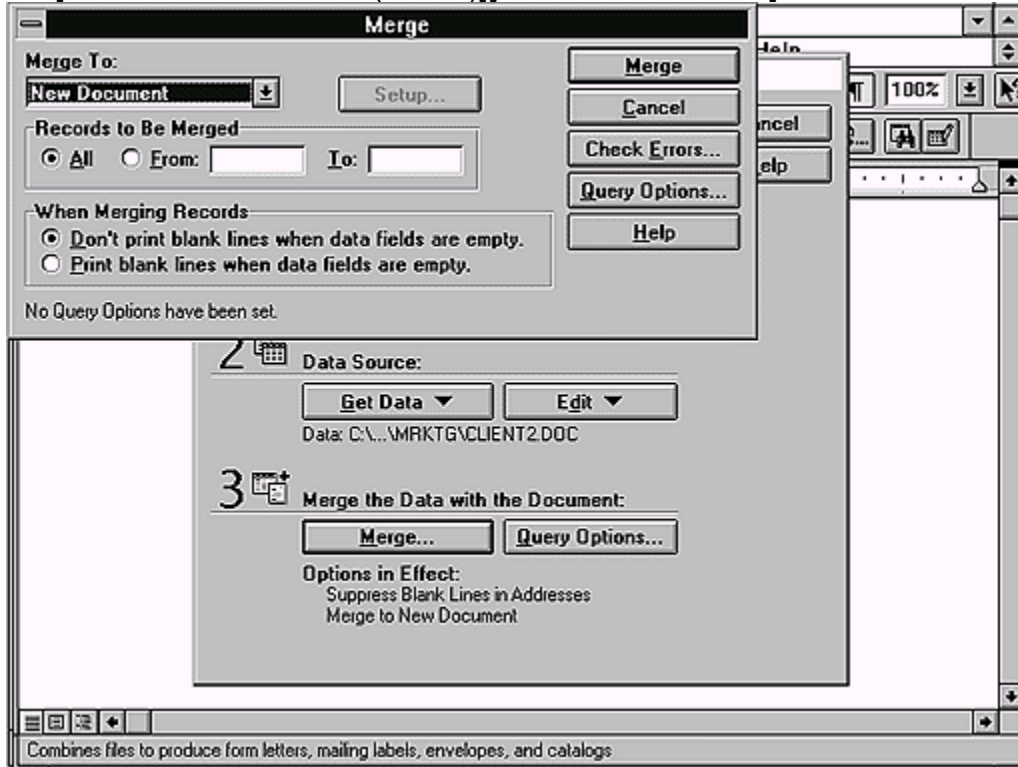 Merge
Merge To:
New Document
Setup...
Records to Be Merged
All From: To:
When Merging Records
Don't print blank lines when data fields are empty.
Print blank lines when data fields are empty.
No Query Options have been set.
Merge
Cancel
Check Errors...
Query Options...
Help
Help
100%
ncel
elp
2 Data Source:
Get Data Edit
Data: C:\...\MRKTG\CLIENT2.DOC
3 Merge the Data with the Document:
Merge... Query Options...
Options in Effect:
Suppress Blank Lines in Addresses
Merge to New Document
Combines files to produce form letters, mailing labels, envelopes, and catalogs